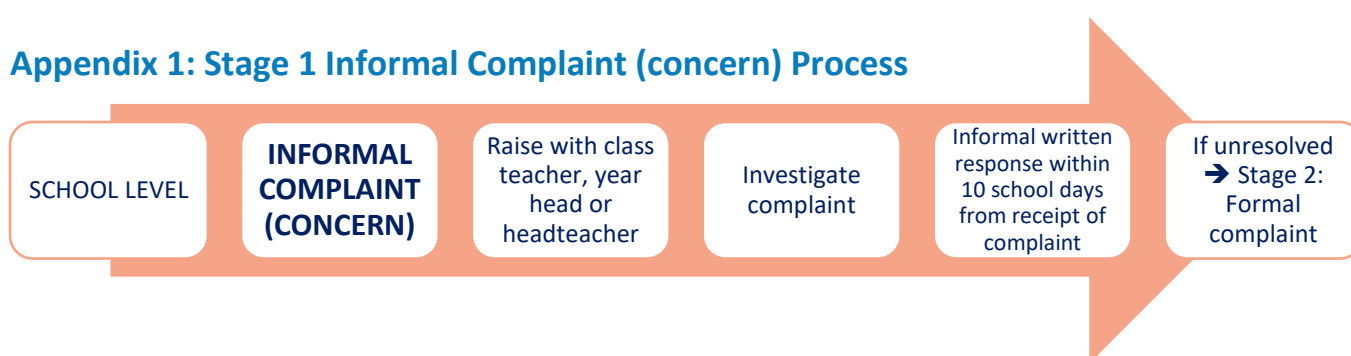 Appendix 1: Stage 1 Informal Complaint (concern) Process
SCHOOL LEVEL
INFORMAL
COMPLAINT
(CONCERN)
Raise with class
teacher, year
head or
headteacher
Investigate
complaint
Informal written
response within
10 school days
from receipt of
complaint
If unresolved
➔ Stage 2:
Formal
complaint